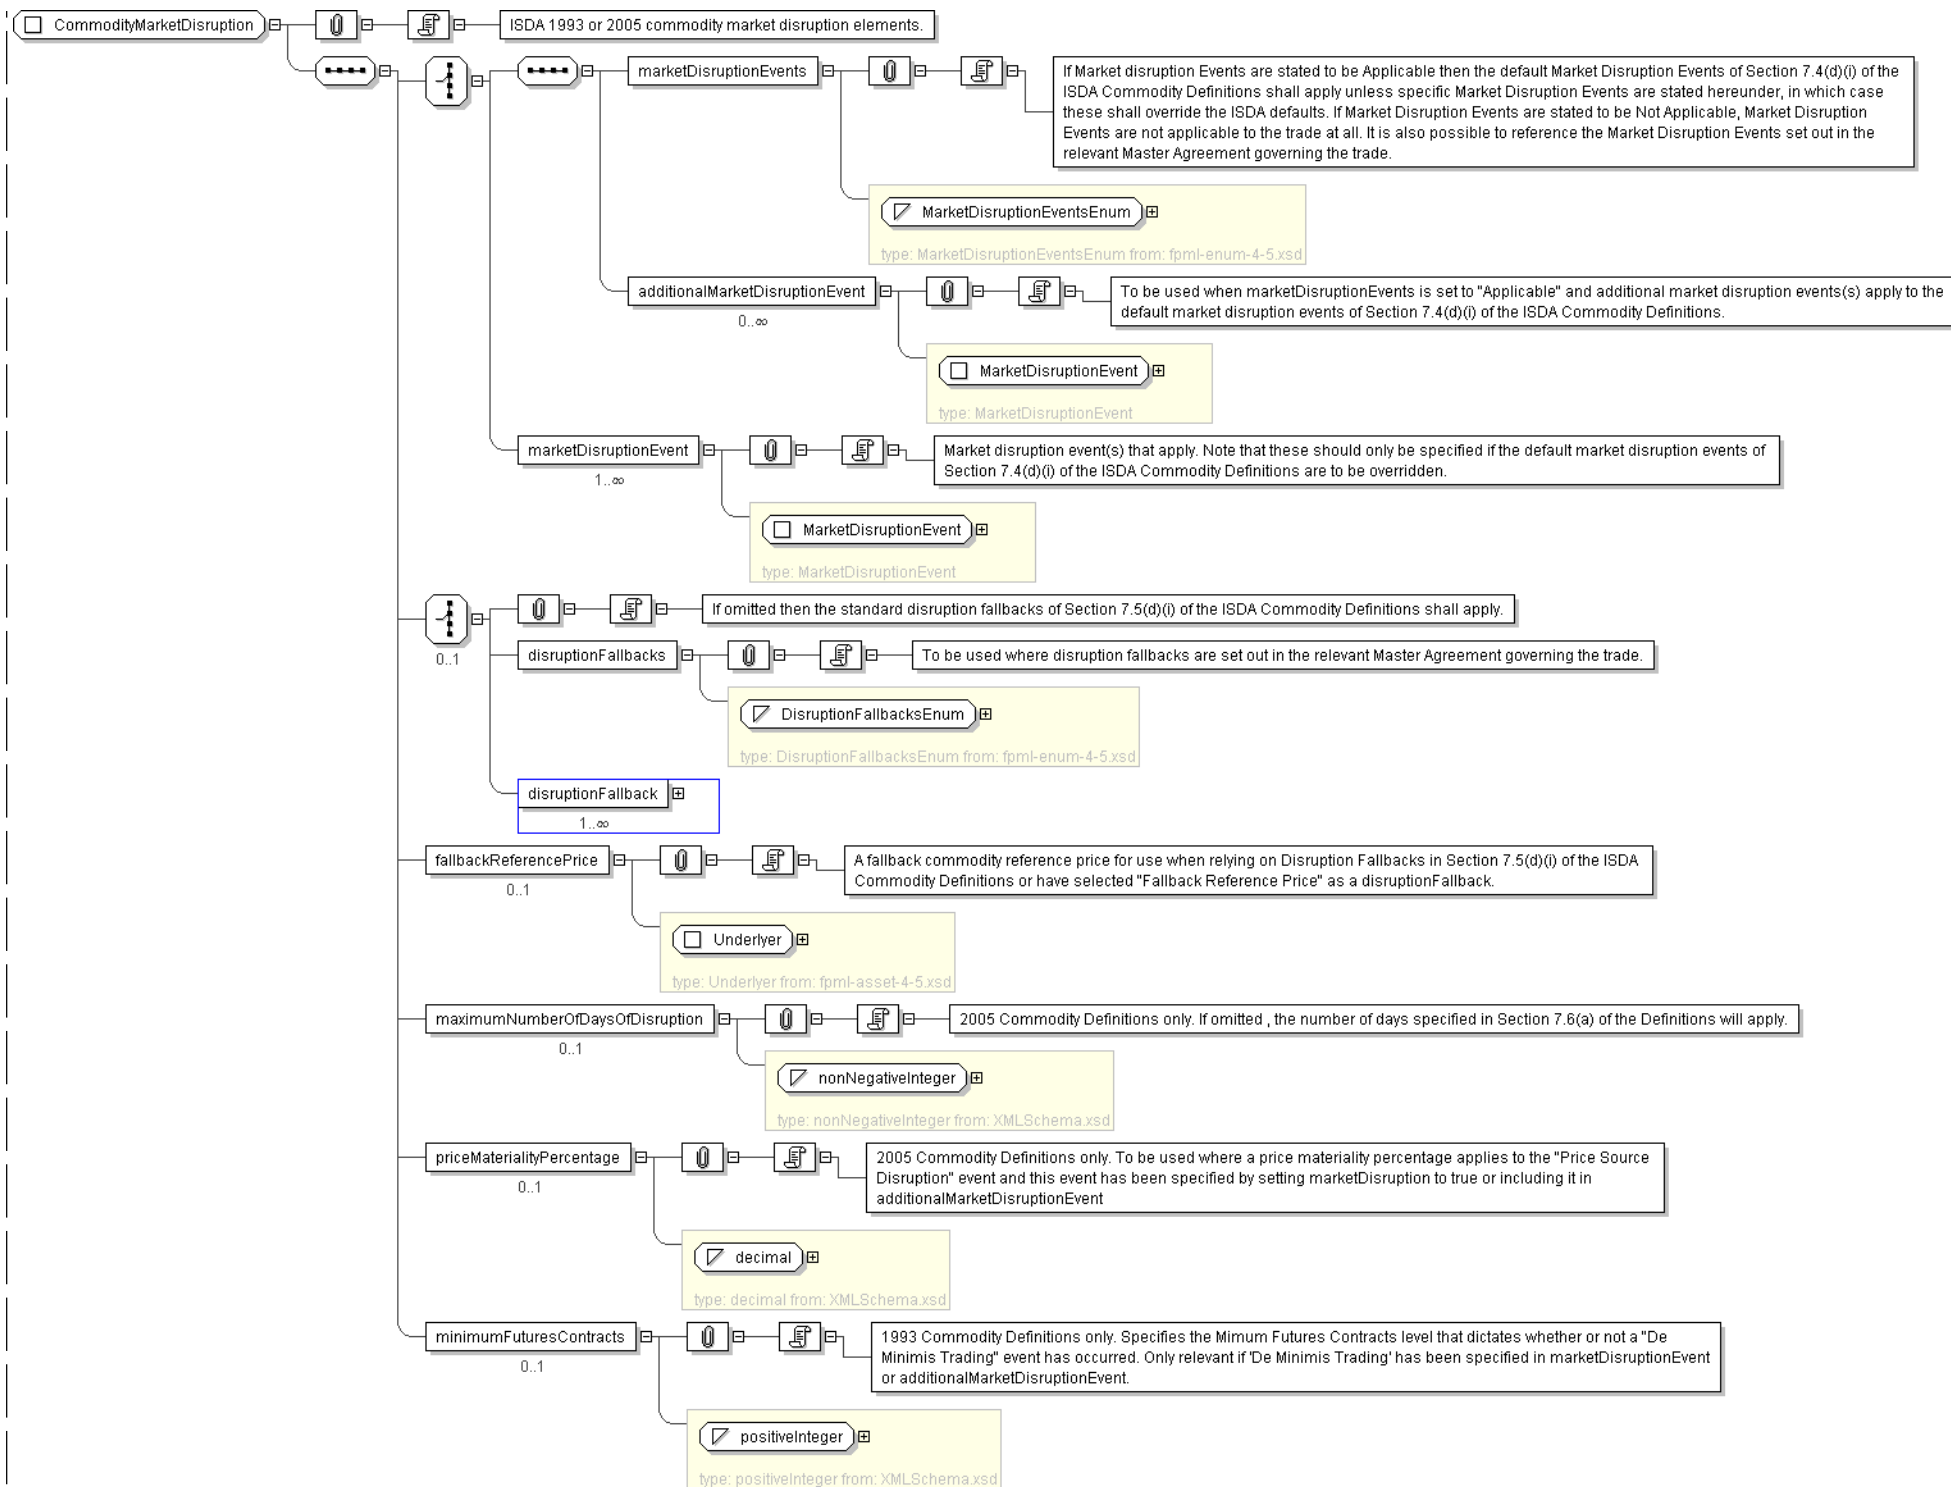 CommodityMarketDisruption
ISDA 1993 or 2005 commodity market disruption elements.
marketDisruptionEvents
If Market disruption Events are stated to be Applicable then the default Market Disruption Events of Section 7.4(d)(i) of the
ISDA Commodity Definitions shall apply unless specific Market Disruption Events are stated hereunder, in which case
these shall override the ISDA defaults. If Market Disruption Events are stated to be Not Applicable, Market Disruption
Events are not applicable to the trade at all. It is also possible to reference the Market Disruption Events set out in the
relevant Master Agreement governing the trade.
MarketDisruptionEventsEnum
type: MarketDisruptionEventsEnum from: fpml-enum-4-5.xsd
additionalMarketDisruptionEvent
0..∞
To be used when marketDisruptionEvents is set to "Applicable" and additional market disruption events(s) apply to the
default market disruption events of Section 7.4(d)(i) of the ISDA Commodity Definitions.
MarketDisruptionEvent
type: MarketDisruptionEvent
marketDisruptionEvent
1..∞
Market disruption event(s) that apply. Note that these should only be specified if the default market disruption events of
Section 7.4(d)(i) of the ISDA Commodity Definitions are to be overridden.
MarketDisruptionEvent
type: MarketDisruptionEvent
0..1
If omitted then the standard disruption fallbacks of Section 7.5(d)(i) of the ISDA Commodity Definitions shall apply.
disruptionFallbacks
To be used where disruption fallbacks are set out in the relevant Master Agreement governing the trade.
DisruptionFallbacksEnum
type: DisruptionFallbacksEnum from: fpml-enum-4-5.xsd
disruptionFallback
1..∞
fallbackReferencePrice
0..1
A fallback commodity reference price for use when relying on Disruption Fallbacks in Section 7.5(d)(i) of the ISDA
Commodity Definitions or have selected "Fallback Reference Price" as a disruptionFallback.
Underlyer
type: Underlyer from: fpml-asset-4-5.xsd
maximumNumberOfDaysOfDisruption
0..1
2005 Commodity Definitions only. If omitted , the number of days specified in Section 7.6(a) of the Definitions will apply.
nonNegativeInteger
type: nonNegativeInteger from: XMLSchema.xsd
priceMaterialityPercentage
0..1
2005 Commodity Definitions only. To be used where a price materiality percentage applies to the "Price Source
Disruption" event and this event has been specified by setting marketDisruption to true or including it in
additionalMarketDisruptionEvent
decimal
type: decimal from: XMLSchema.xsd
minimumFuturesContracts
0..1
1993 Commodity Definitions only. Specifies the Mimum Futures Contracts level that dictates whether or not a "De
Minimis Trading" event has occurred. Only relevant if 'De Minimis Trading' has been specified in marketDisruptionEvent
or additionalMarketDisruptionEvent.
positiveInteger
type: positiveInteger from: XMLSchema.xsd